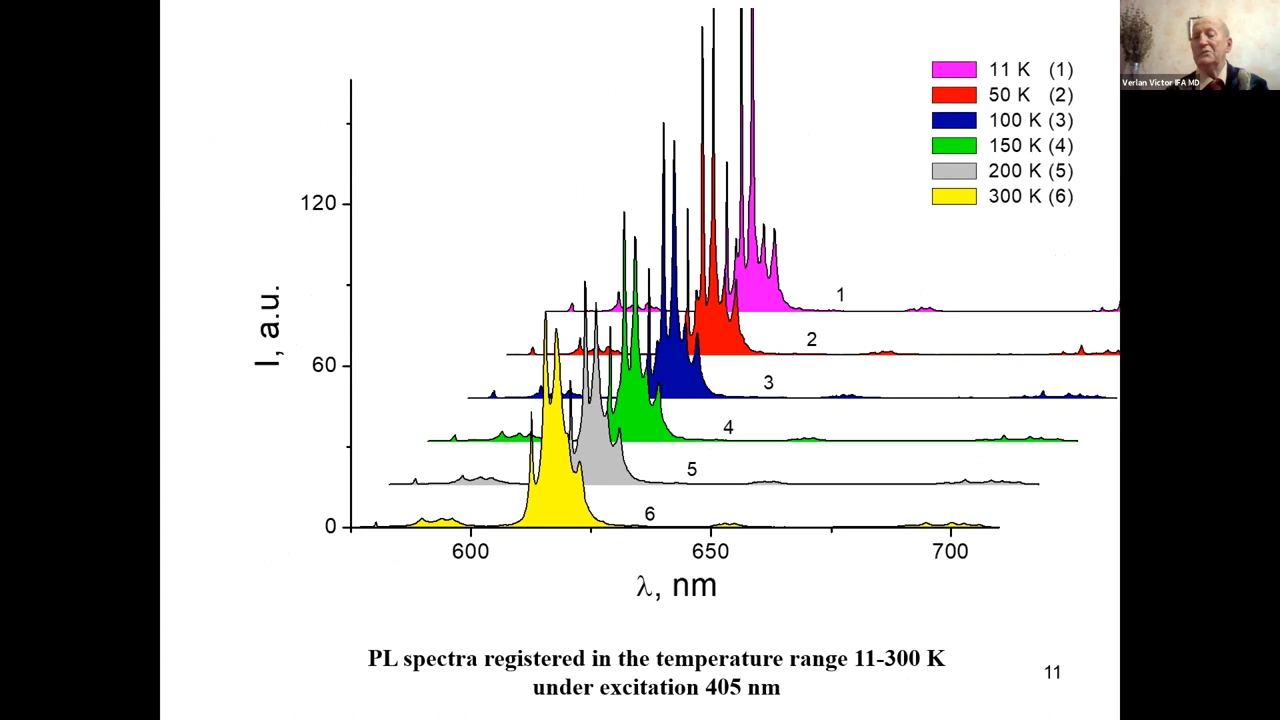 Verlan Victor IFA MD
11 K (1)
50 K (2)
100 K (3)
150 K (4)
200 K (5)
300 K (6)
120
60
0
I, a.u.
1
2
3
4
5
6
600
650
700
λ, nm
PL spectra registered in the temperature range 11-300 K
under excitation 405 nm
11